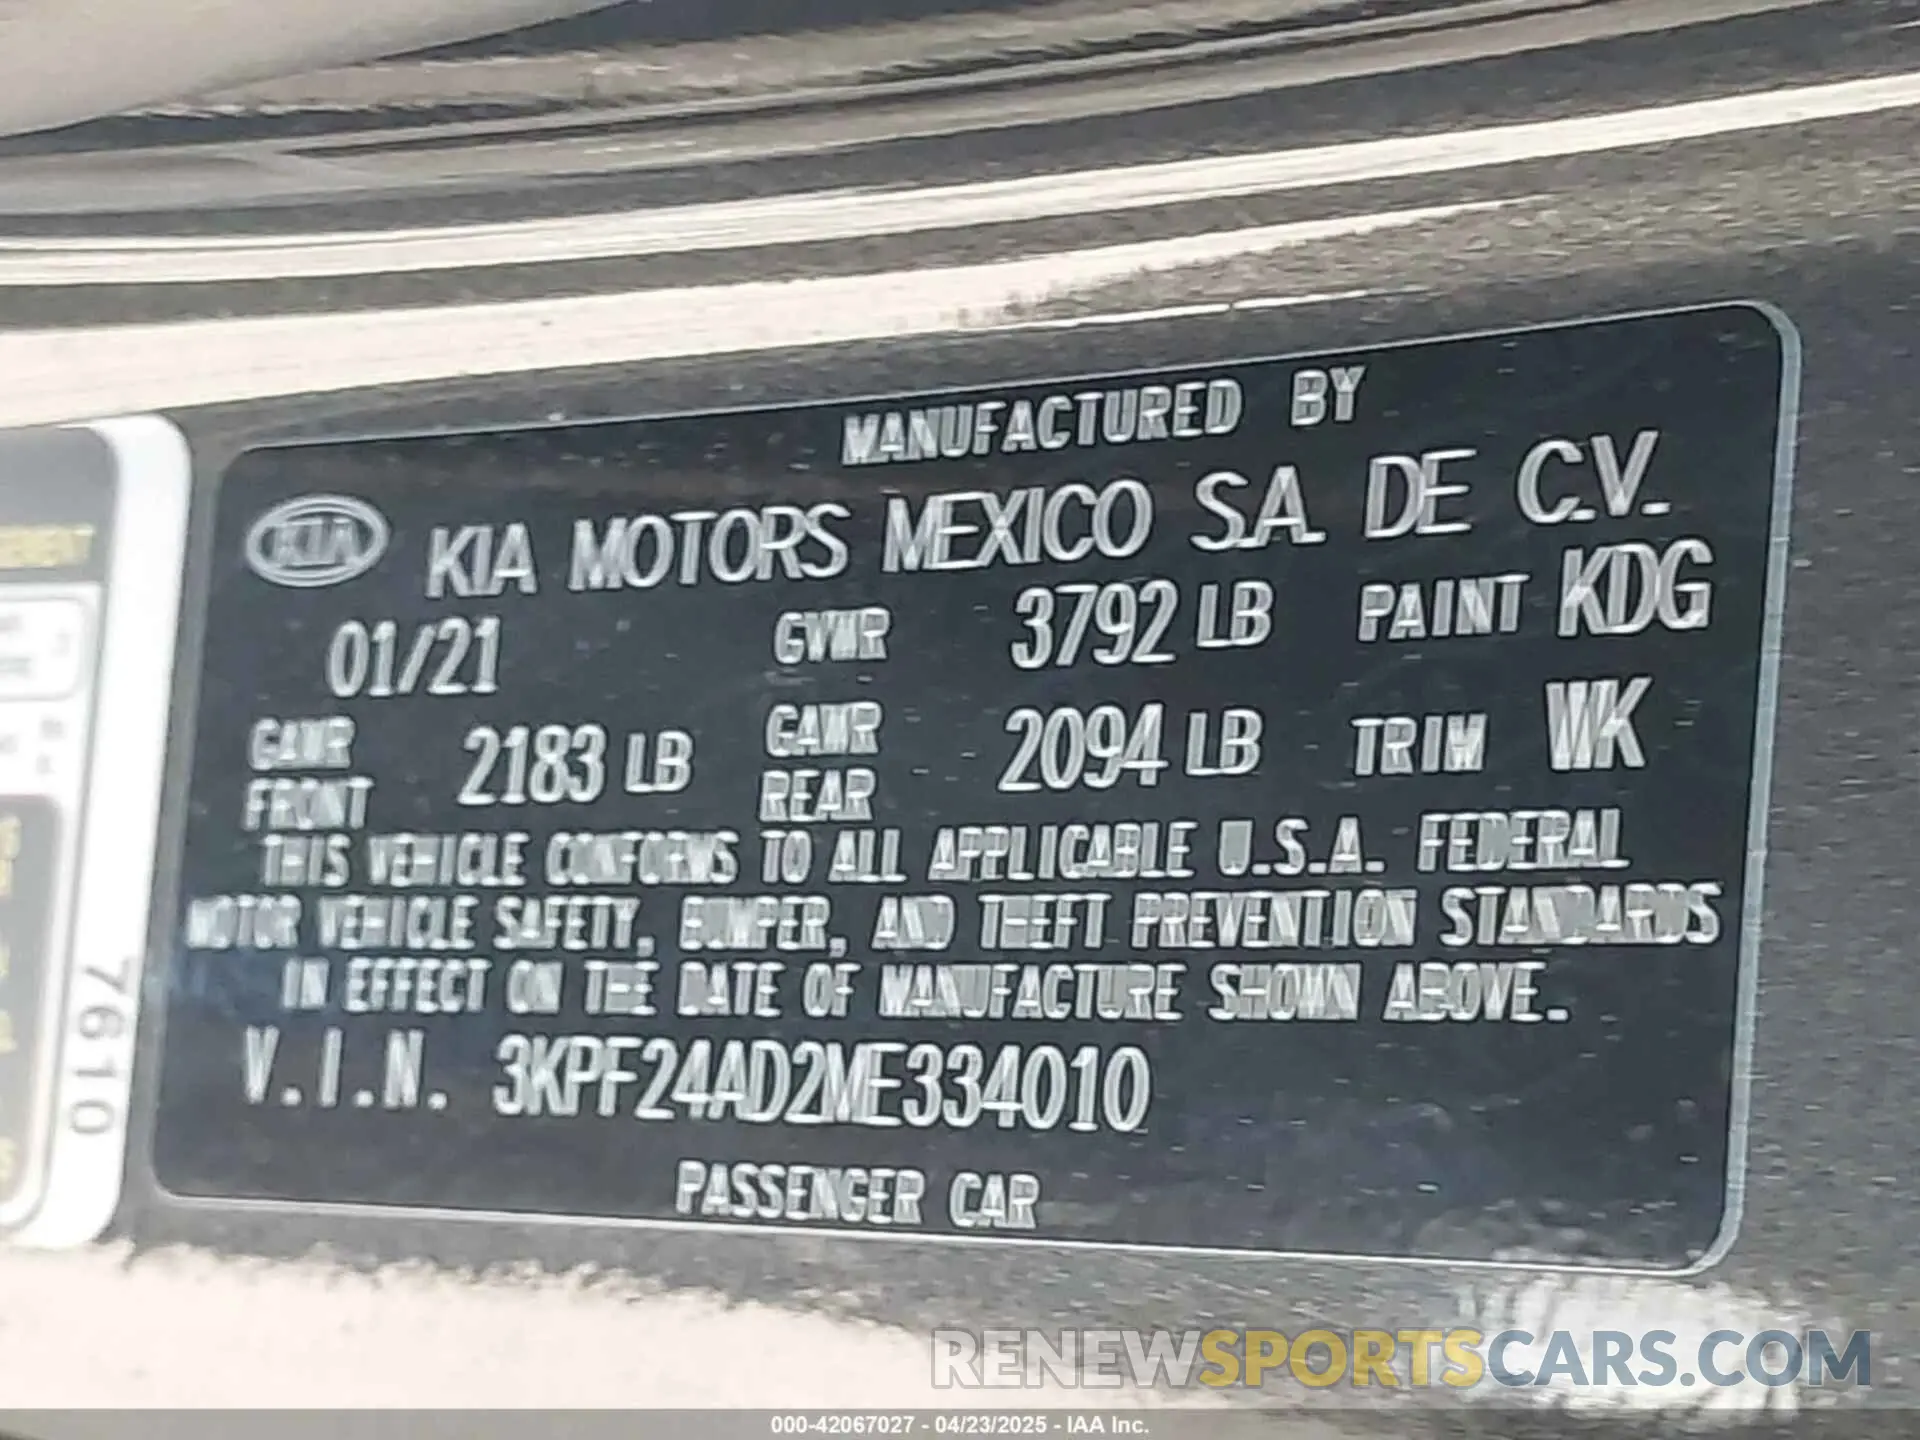 MANUFACTURED BY
KIA KIA MOTORS MEXICO S.A. DE C.V.
01/21 GVWR 3792 LB PAINT KDG
GAWR FRONT 2183 LB GAWR REAR 2094 LB TRIM WK
THIS VEHICLE CONFORMS TO ALL APPLICABLE U.S.A. FEDERAL
MOTOR VEHICLE SAFETY, BUMPER, AND THEFT PREVENTION STANDARDS
IN EFFECT ON THE DATE OF MANUFACTURE SHOWN ABOVE.
V.I.N. 3KPF24AD2ME334010
PASSENGER CAR
7610
RENEWSPORTSCARS.COM
000-42067027 - 04/23/2025 - IAA Inc.